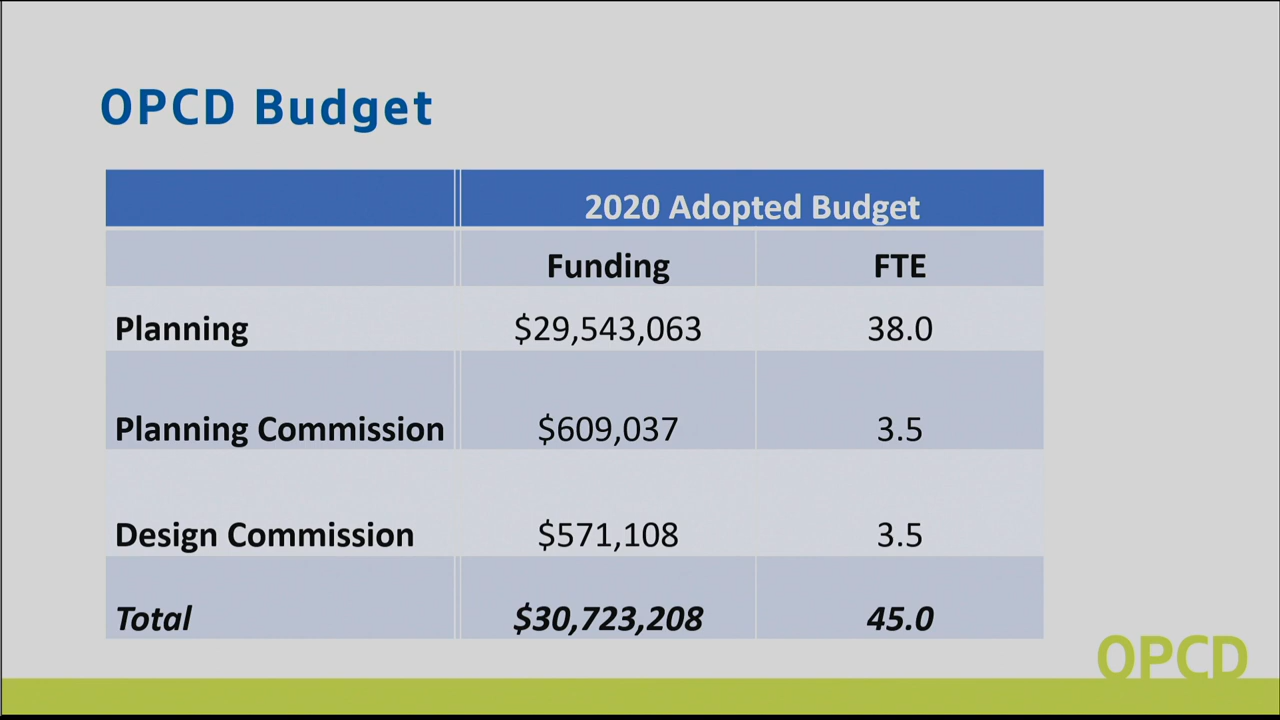 OPCD Budget
2020 Adopted Budget
Funding FTE
Planning $29,543,063 38.0
Planning Commission $609,037 3.5
Design Commission $571,108 3.5
Total $30,723,208 45.0
OPCD